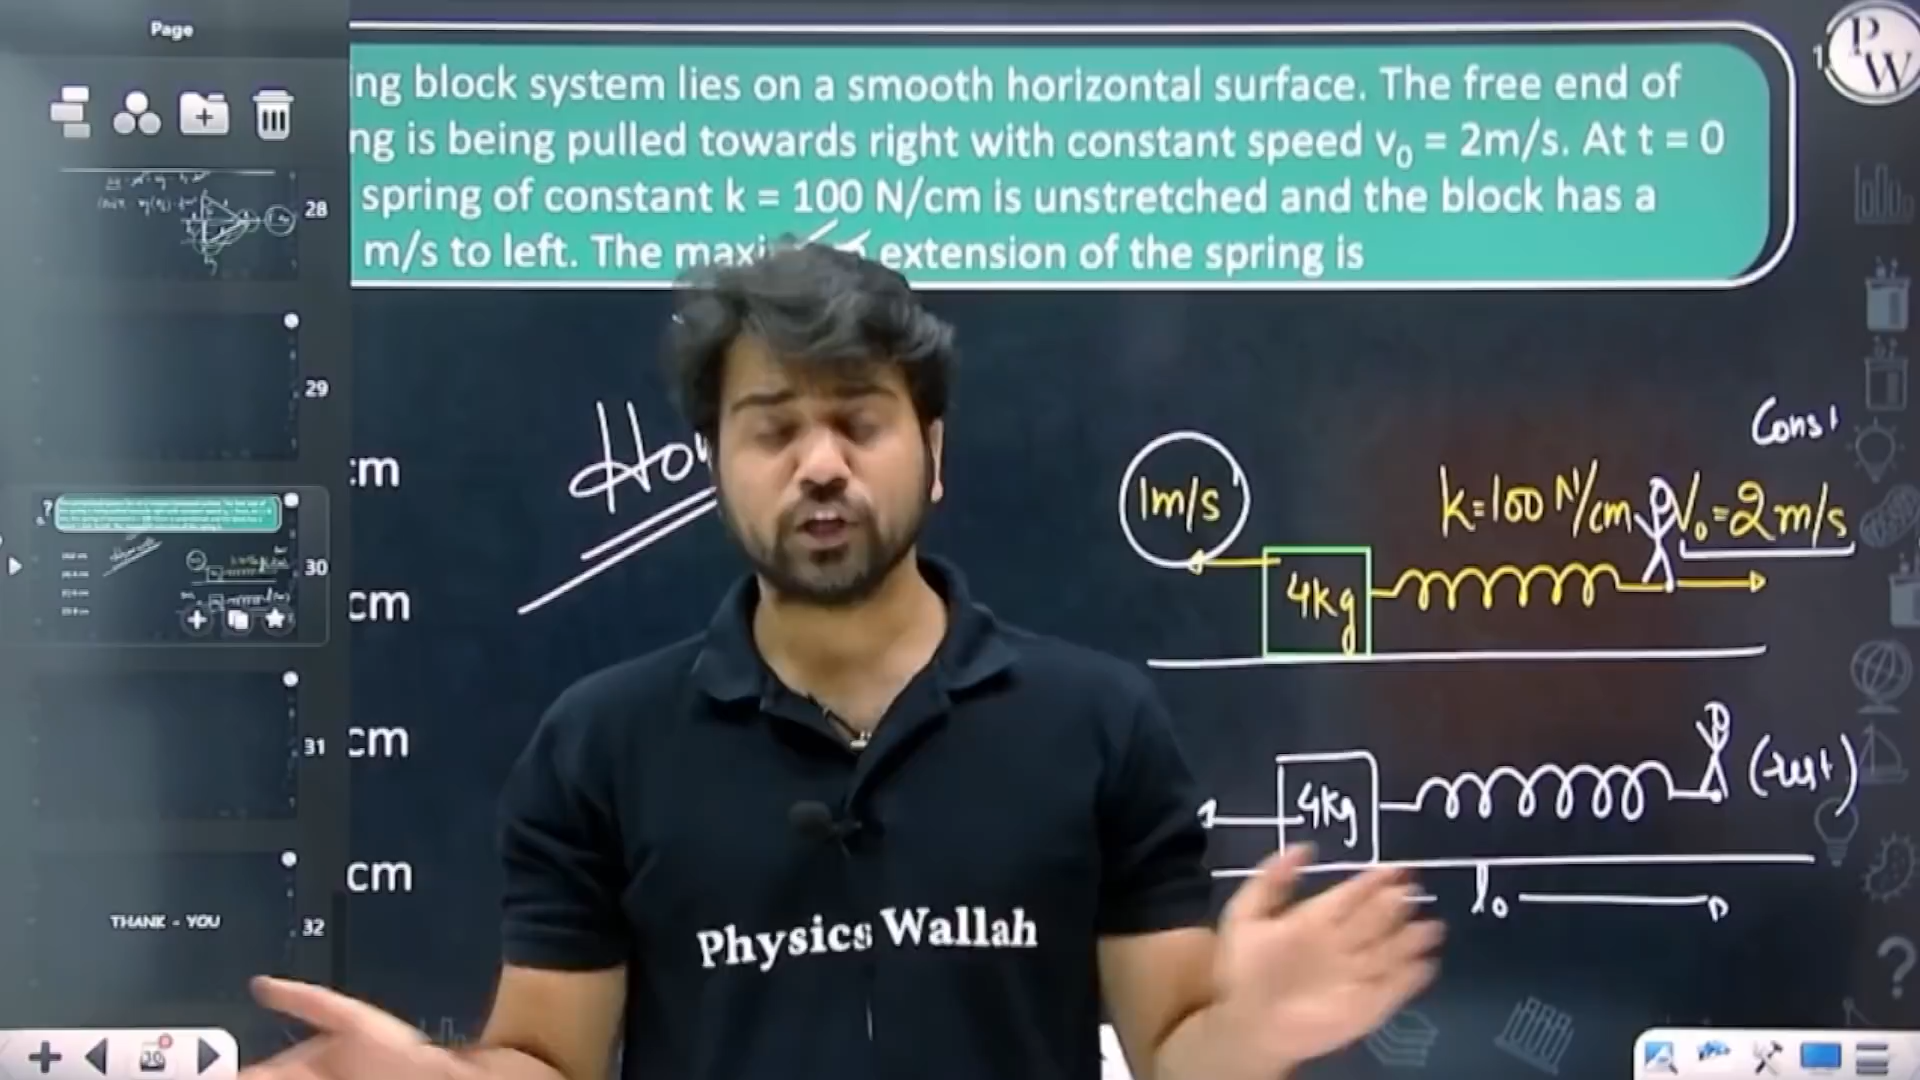 Page
PW
ing block system lies on a smooth horizontal surface. The free end of
ng is being pulled towards right with constant speed v₀ = 2m/s. At t = 0
spring of constant k = 100 N/cm is unstretched and the block has a
m/s to left. The extension of the spring is
28
29
30
31
32
THANK - YOU
cm
cm
cm
cm
1m/s
k=100 N/cm
V₀=2m/s
4kg
4kg
(rest)
l₀
Physics Wallah